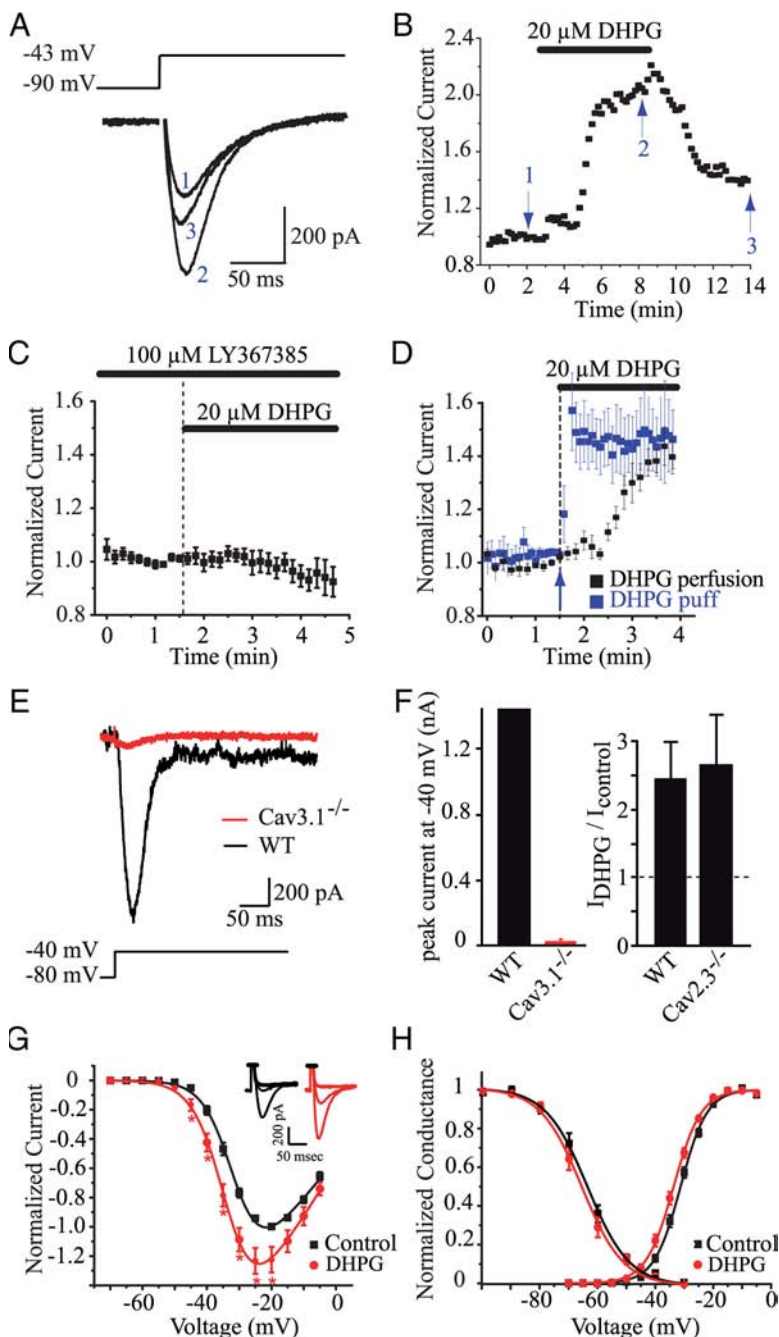 A
-43 mV
-90 mV
1
3
2
200 pA
50 ms
B
20 µM DHPG
Normalized Current
2.4
2.0
1.6
1.2
0.8
1
2
3
0 2 4 6 8 10 12 14
Time (min)
C
100 µM LY367385
20 µM DHPG
Normalized Current
1.6
1.4
1.2
1.0
0.8
0 1 2 3 4 5
Time (min)
D
20 µM DHPG
Normalized Current
1.6
1.4
1.2
1.0
0.8
DHPG perfusion
DHPG puff
0 1 2 3 4
Time (min)
E
Cav3.1-/-
WT
200 pA
50 ms
-40 mV
-80 mV
F
peak current at -40 mV (nA)
1.2
0.8
0.4
0
WT
Cav3.1-/-
IDHPG / Icontrol
3
2
1
0
WT
Cav2.3-/-
G
Normalized Current
0
-0.2
-0.4
-0.6
-0.8
-1.0
-1.2
200 pA
50 msec
* * * * * *
Control
DHPG
-60 -40 -20 0
Voltage (mV)
H
Normalized Conductance
1
0.8
0.6
0.4
0.2
0
Control
DHPG
-80 -60 -40 -20 0
Voltage (mV)